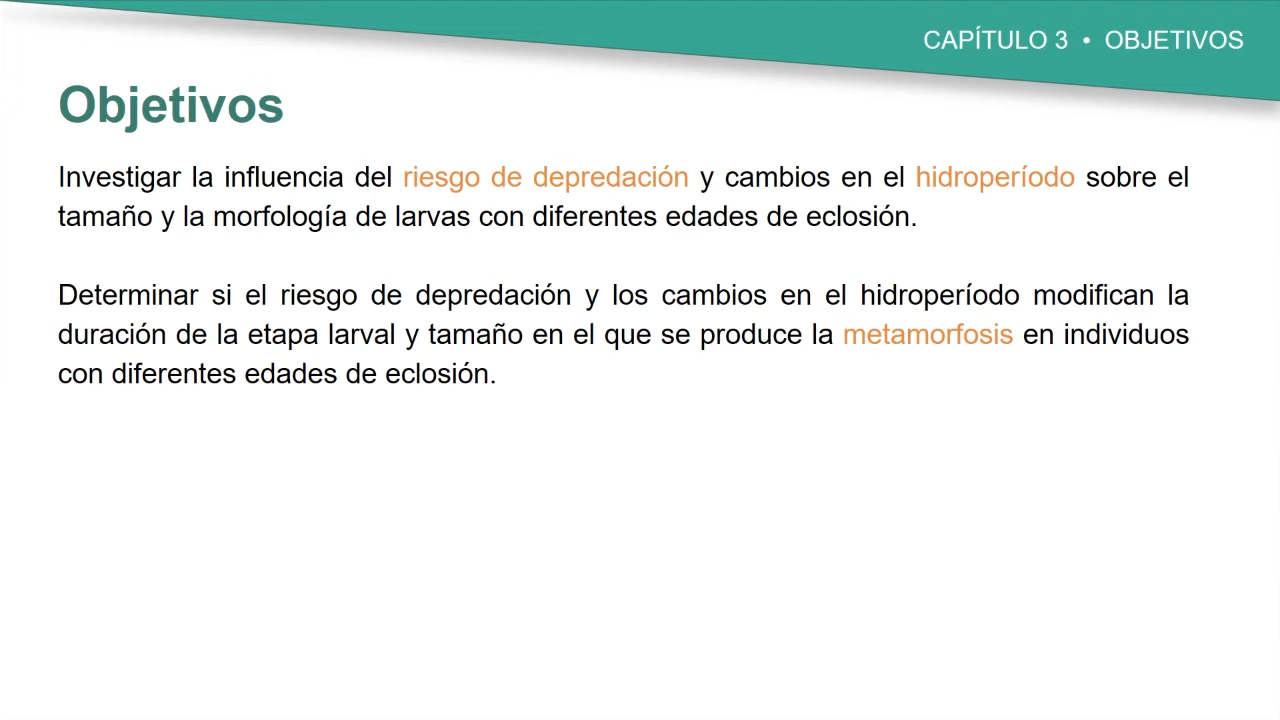 CAPÍTULO 3 • OBJETIVOS
Objetivos
Investigar la influencia del riesgo de depredación y cambios en el hidroperíodo sobre el
tamaño y la morfología de larvas con diferentes edades de eclosión.
Determinar si el riesgo de depredación y los cambios en el hidroperíodo modifican la
duración de la etapa larval y tamaño en el que se produce la metamorfosis en individuos
con diferentes edades de eclosión.